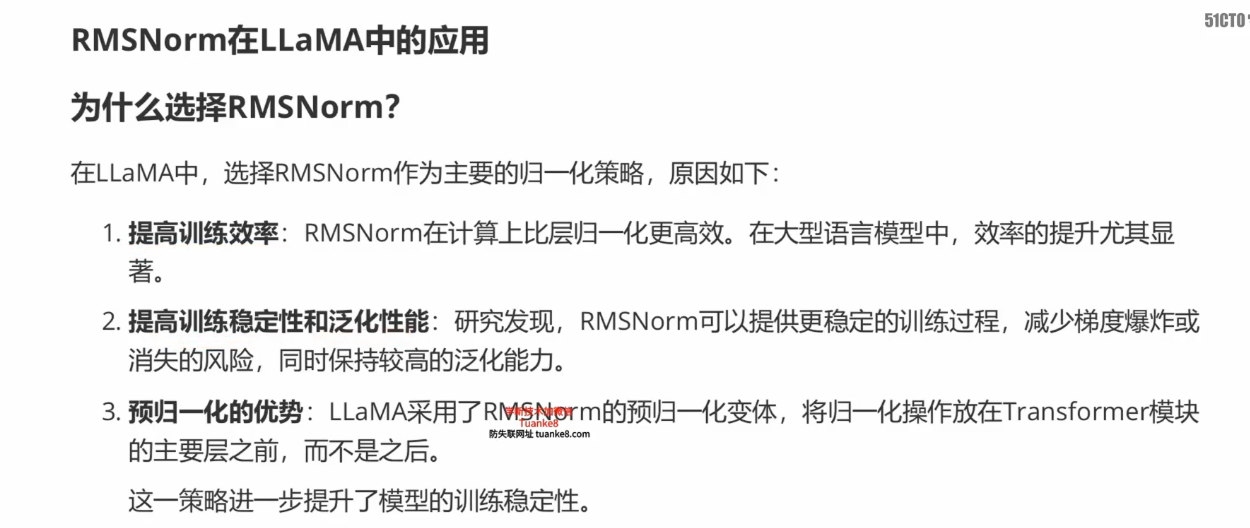 51CTO
RMSNorm在LLaMA中的应用
为什么选择RMSNorm？
在LLaMA中，选择RMSNorm作为主要的归一化策略，原因如下：
1. 提高训练效率：RMSNorm在计算上比层归一化更高效。在大型语言模型中，效率的提升尤其显
著。
2. 提高训练稳定性和泛化性能：研究发现，RMSNorm可以提供更稳定的训练过程，减少梯度爆炸或
消失的风险，同时保持较高的泛化能力。
3. 预归一化的优势：LLaMA采用了RMSNorm的预归一化变体，将归一化操作放在Transformer模块
Tuanke8
防失联网址 tuanke8.com
的主要层之前，而不是之后。
这一策略进一步提升了模型的训练稳定性。